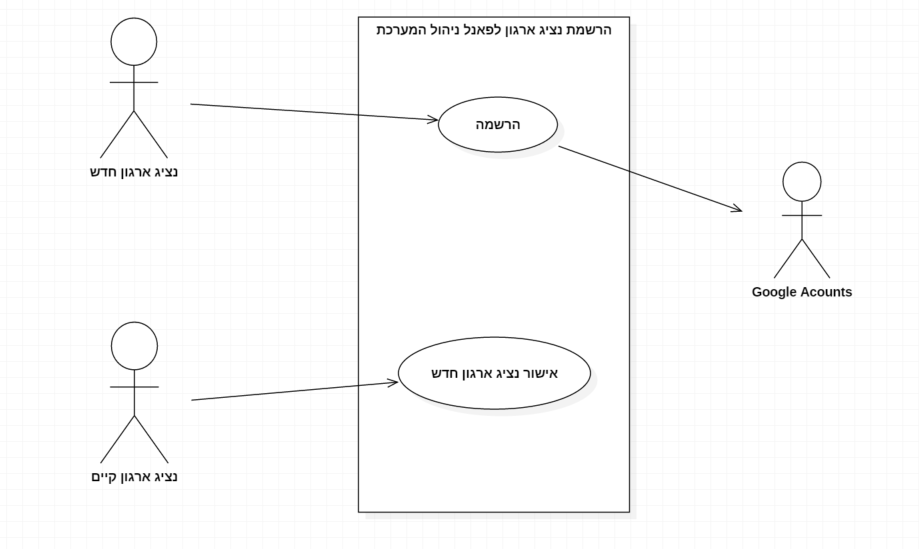 הרשמת נציג ארגון לפאנל ניהול המערכת
הרשמה
נציג ארגון חדש
Google Acounts
אישור נציג ארגון חדש
נציג ארגון קיים